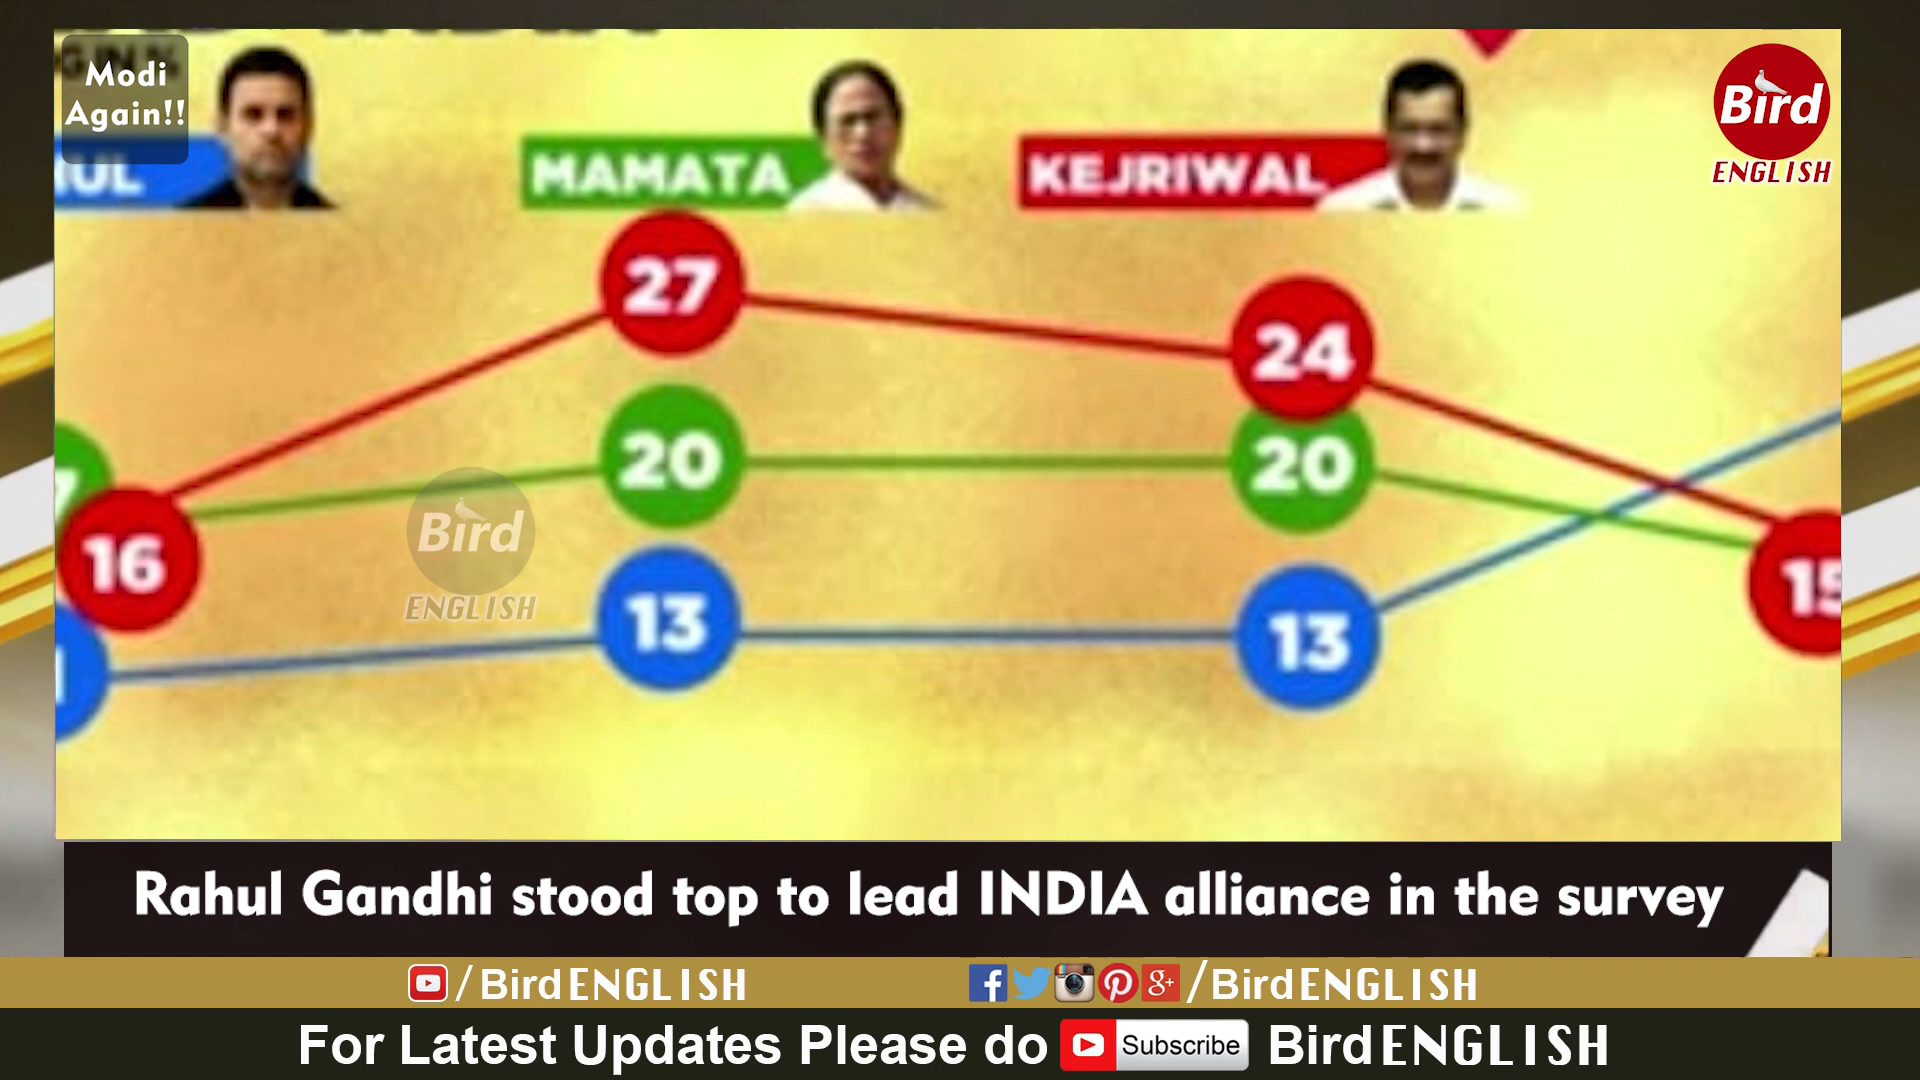 Modi
Again!!
Bird
ENGLISH
MAMATA
KEJRIWAL
27
24
20
20
16
Bird
ENGLISH
15
13
13
Rahul Gandhi stood top to lead INDIA alliance in the survey
/BirdENGLISH
/BirdENGLISH
For Latest Updates Please do Subscribe BirdENGLISH